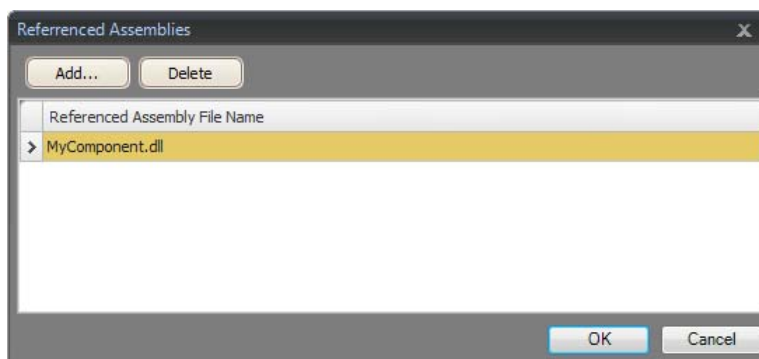 Referrenced Assemblies
x
Add...
Delete
Referenced Assembly File Name
MyComponent.dll
OK
Cancel